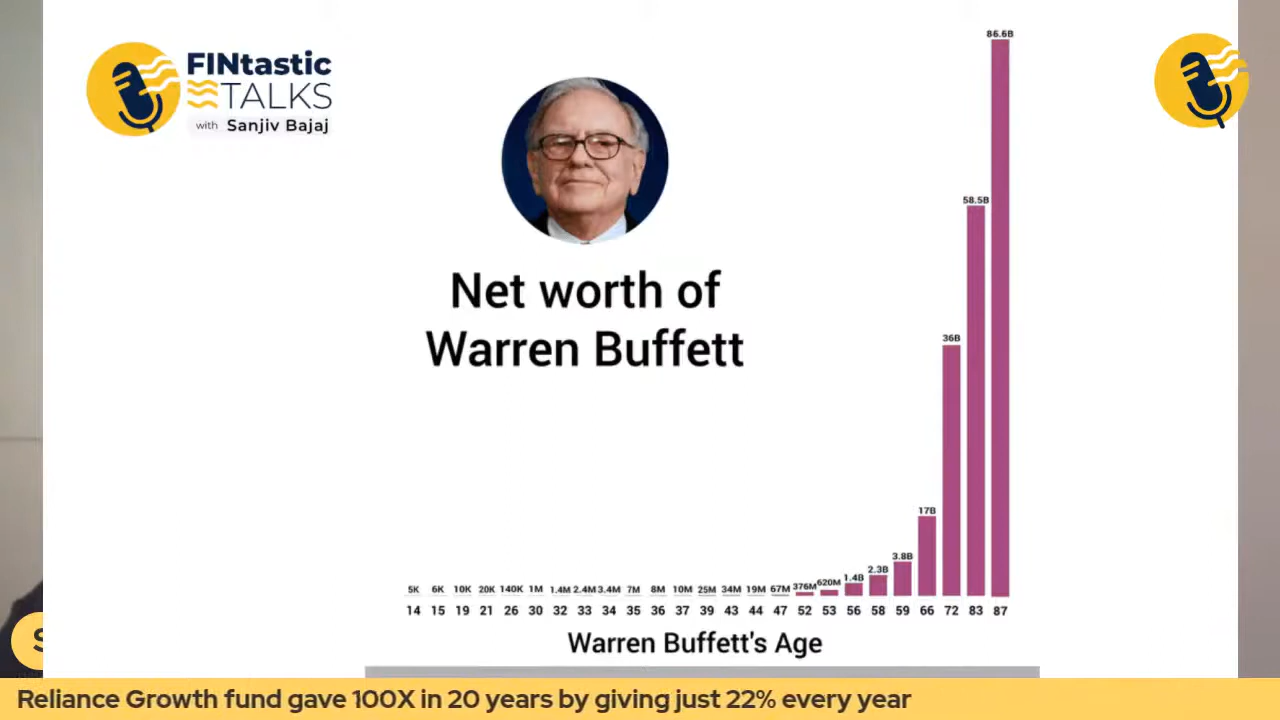 FINtastic
TALKS
with Sanjiv Bajaj
Net worth of
Warren Buffett
86.6B
58.5B
36B
17B
3.8B
2.3B
1.4B
5K 6K 10K 20K 140K 1M 1.4M 2.4M 3.4M 7M 8M 10M 25M 34M 19M 67M 376M 620M
14 15 19 21 26 30 32 33 34 35 36 37 39 43 44 47 52 53 56 58 59 66 72 83 87
Warren Buffett's Age
S
Reliance Growth fund gave 100X in 20 years by giving just 22% every year